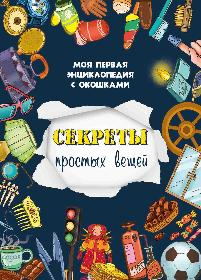 МОЯ ПЕРВАЯ
ЭНЦИКЛОПЕДИЯ
С ОКОШКАМИ
СЕКРЕТЫ
простых вещей